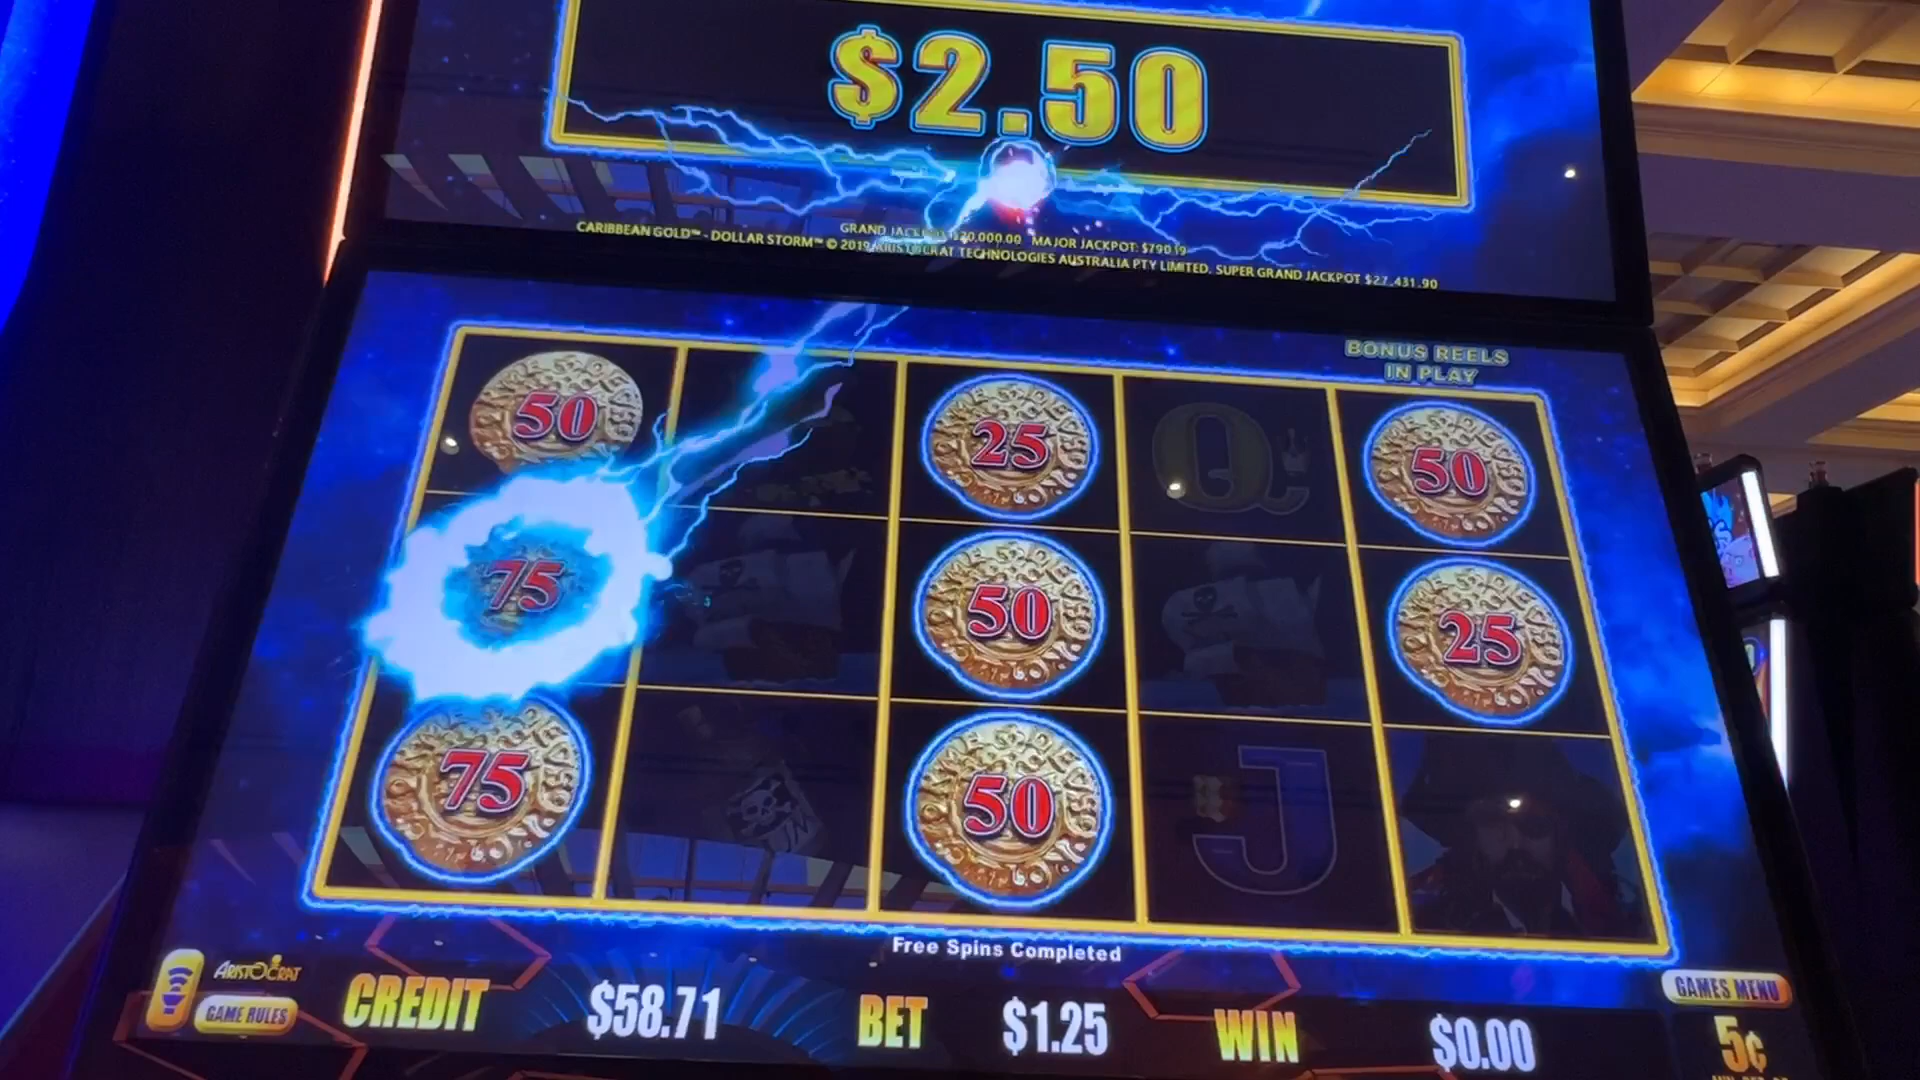 $2.50
GRAND JACKPOT $20,000.00 MAJOR JACKPOT: $790.19
CARIBBEAN GOLD™ - DOLLAR STORM™ © 2019 ARISTOCRAT TECHNOLOGIES AUSTRALIA PTY LIMITED. SUPER GRAND JACKPOT $27,431.90
BONUS REELS
IN PLAY
50
25
Q
50
75
50
25
75
50
J
Free Spins Completed
ARISTOCRAT
GAME RULES
CREDIT $58.71 BET $1.25 WIN $0.00
GAMES MENU
5¢